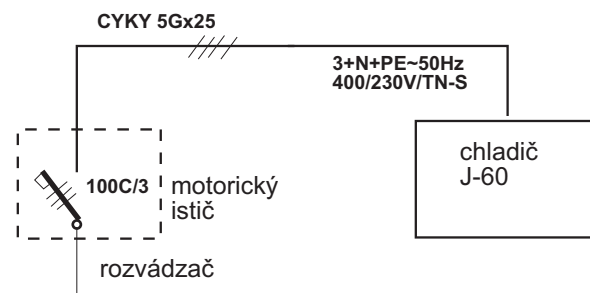 CYKY 5Gx25
3+N+PE~50Hz
400/230V/TN-S
chladič
J-60
100C/3
motorický
istič
rozvádzač